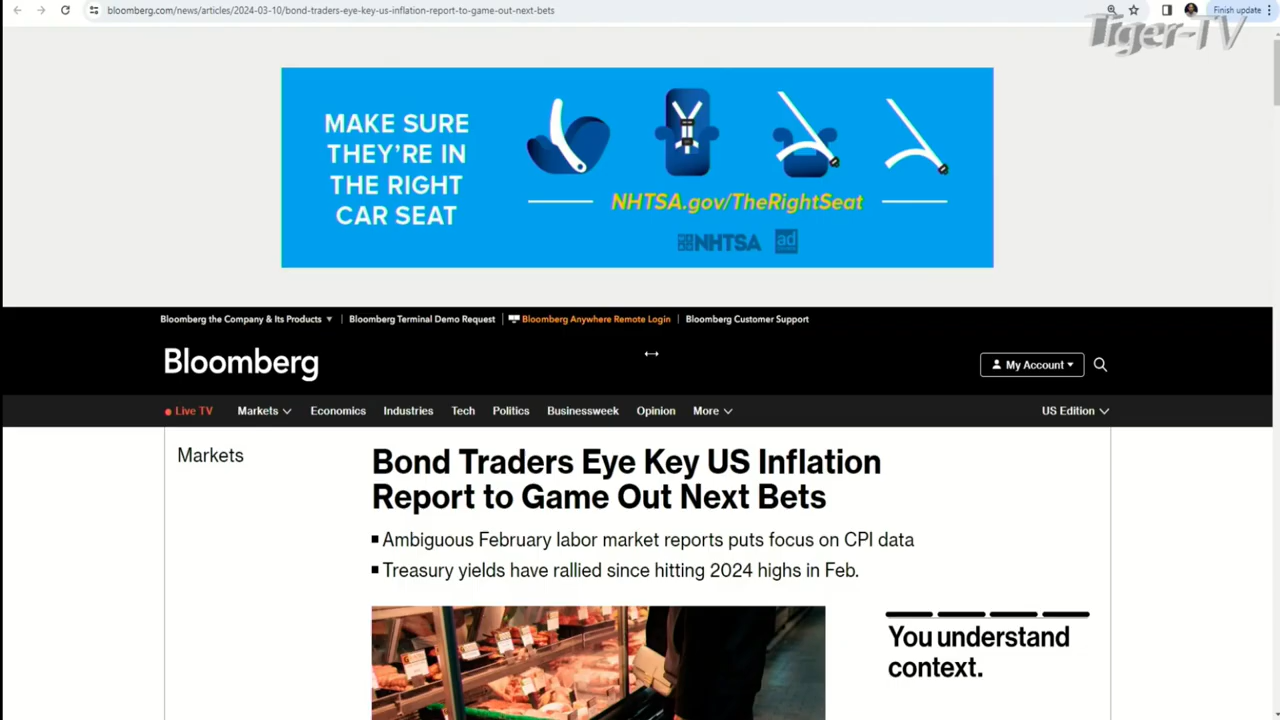 bloomberg.com/news/articles/2024-03-10/bond-traders-eye-key-us-inflation-report-to-game-out-next-bets
Finish update
Tiger-TV
MAKE SURE
THEY'RE IN
THE RIGHT
CAR SEAT
NHTSA.gov/TheRightSeat
NHTSA
ad
Bloomberg the Company & Its Products
Bloomberg Terminal Demo Request
Bloomberg Anywhere Remote Login
Bloomberg Customer Support
Bloomberg
My Account
Live TV
Markets
Economics
Industries
Tech
Politics
Businessweek
Opinion
More
US Edition
Markets
Bond Traders Eye Key US Inflation
Report to Game Out Next Bets
Ambiguous February labor market reports puts focus on CPI data
Treasury yields have rallied since hitting 2024 highs in Feb.
You understand
context.